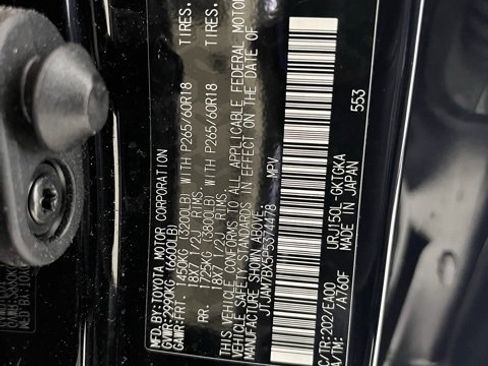 MFD. BY:TOYOTA MOTOR CORPORATION
GVWR:2990KG (6600LB)
GAWR:FRT. 1450KG (3200LB) WITH P265/60R18 TIRES.
18X7 1/2J RIMS.
RR. 1725KG (3800LB) WITH P265/60R18 TIRES.
18X7 1/2J RIMS.
THIS VEHICLE CONFORMS TO ALL APPLICABLE FEDERAL MOTOR
VEHICLE SAFETY STANDARDS IN EFFECT ON THE DATE OF
MANUFACTURE SHOWN ABOVE.
MPV
C/TR:202/EA00 URJ150L-GKTGKA
A/TM: /A760F MADE IN JAPAN 553